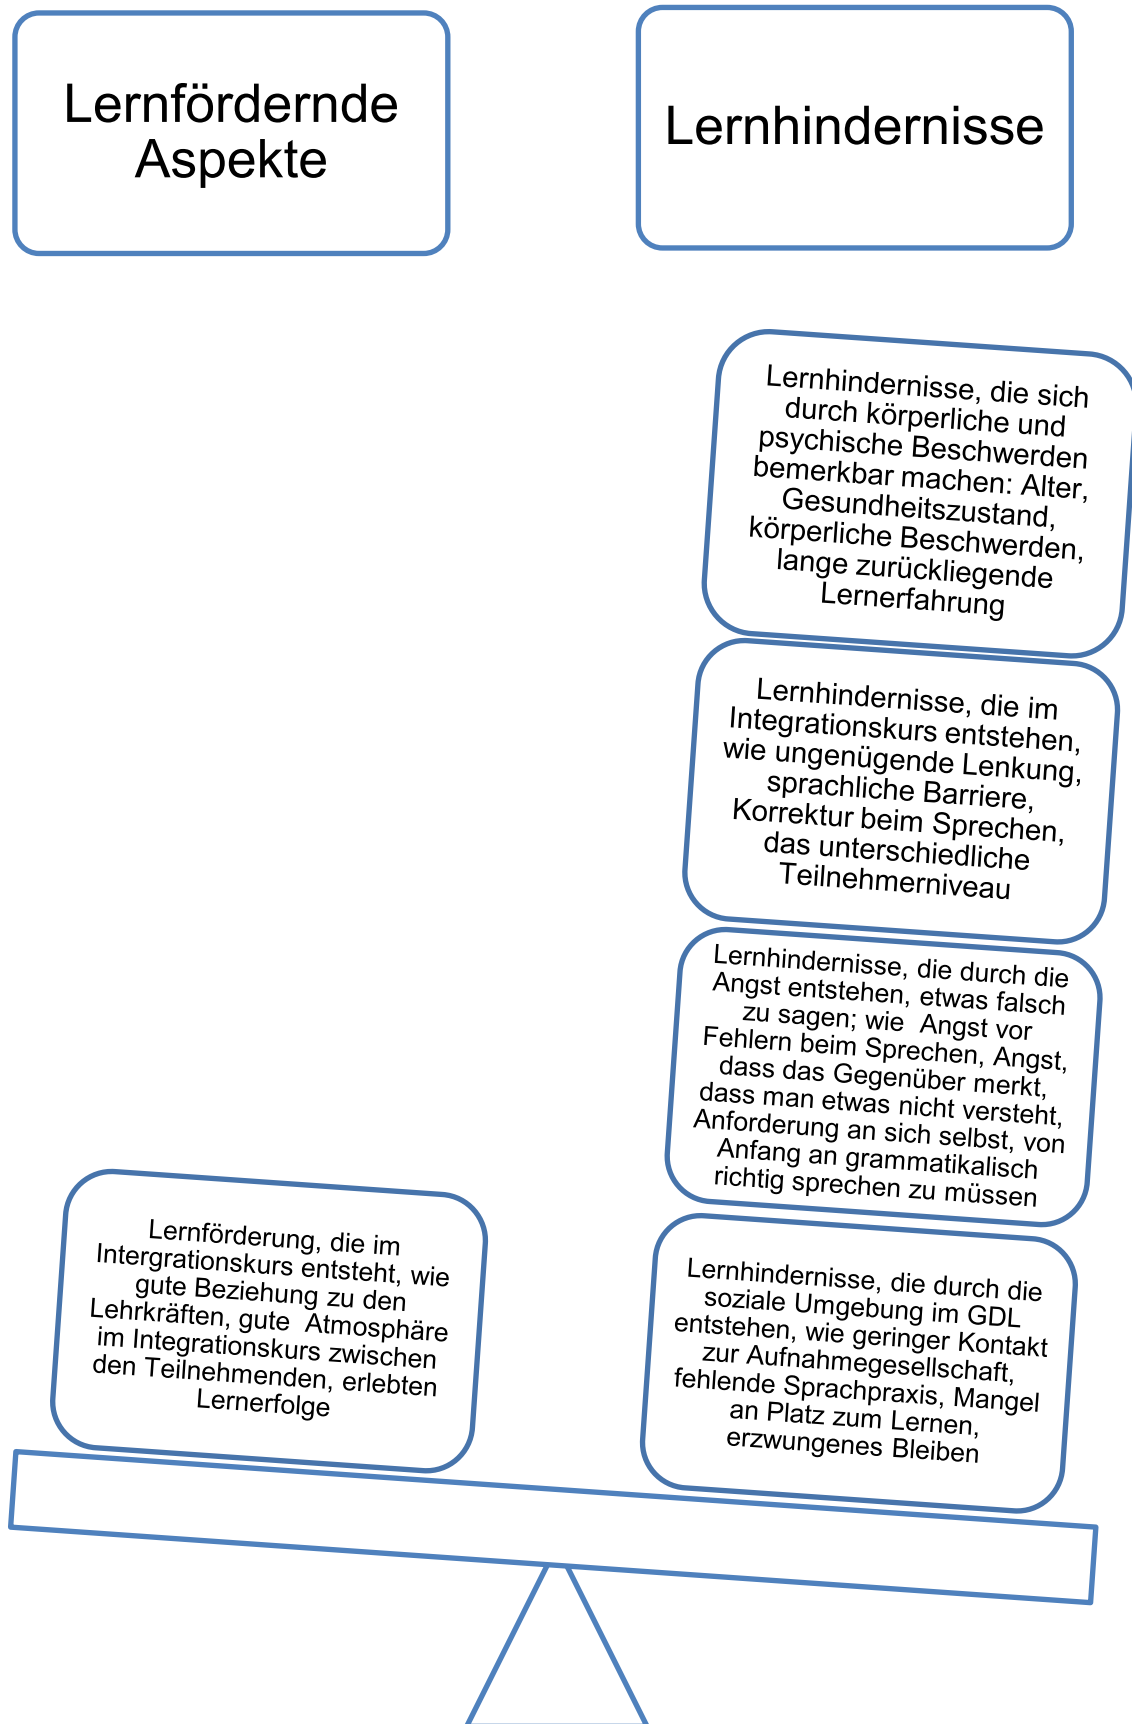 Lernfördernde
Aspekte
Lernhindernisse
Lernhindernisse, die sich
durch körperliche und
psychische Beschwerden
bemerkbar machen: Alter,
Gesundheitszustand,
körperliche Beschwerden,
lange zurückliegende
Lernerfahrung
Lernhindernisse, die im
Integrationskurs entstehen,
wie ungenügende Lenkung,
sprachliche Barriere,
Korrektur beim Sprechen,
das unterschiedliche
Teilnehmerniveau
Lernhindernisse, die durch die
Angst entstehen, etwas falsch
zu sagen; wie  Angst vor
Fehlern beim Sprechen, Angst,
dass das Gegenüber merkt,
dass man etwas nicht versteht,
Anforderung an sich selbst, von
Anfang an grammatikalisch
richtig sprechen zu müssen
Lernförderung, die im
Intergrationskurs entsteht, wie
gute Beziehung zu den
Lehrkräften, gute  Atmosphäre
im Integrationskurs zwischen
den Teilnehmenden, erlebten
Lernerfolge
Lernhindernisse, die durch die
soziale Umgebung im GDL
entstehen, wie geringer Kontakt
zur Aufnahmegesellschaft,
fehlende Sprachpraxis, Mangel
an Platz zum Lernen,
erzwungenes Bleiben